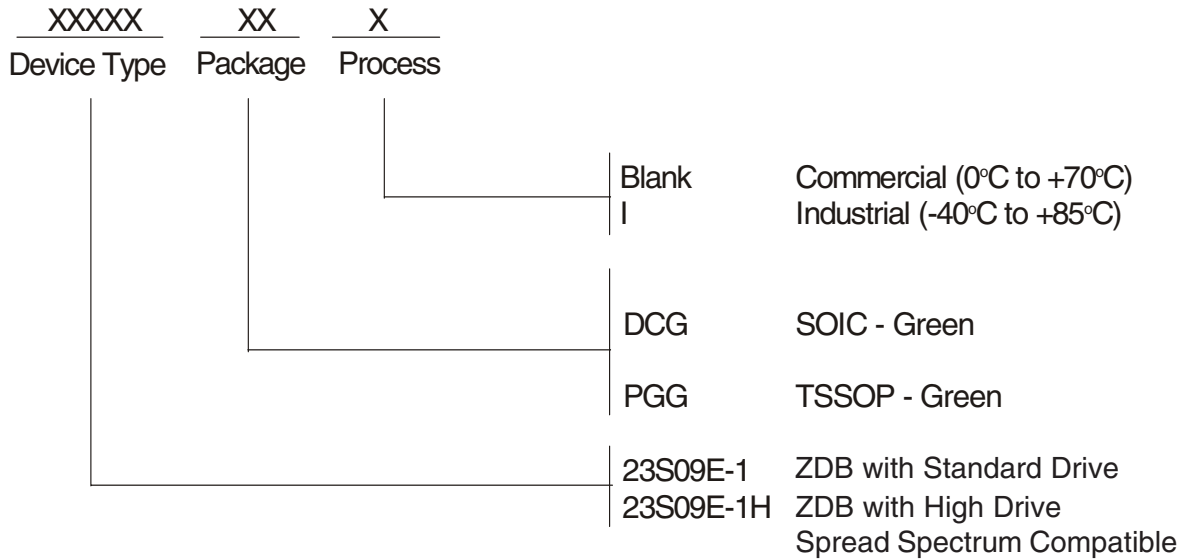 XXXXX XX X
Device Type Package Process
Blank Commercial (0°C to +70°C)
I Industrial (-40°C to +85°C)
DCG SOIC - Green
PGG TSSOP - Green
23S09E-1 ZDB with Standard Drive
23S09E-1H ZDB with High Drive
Spread Spectrum Compatible